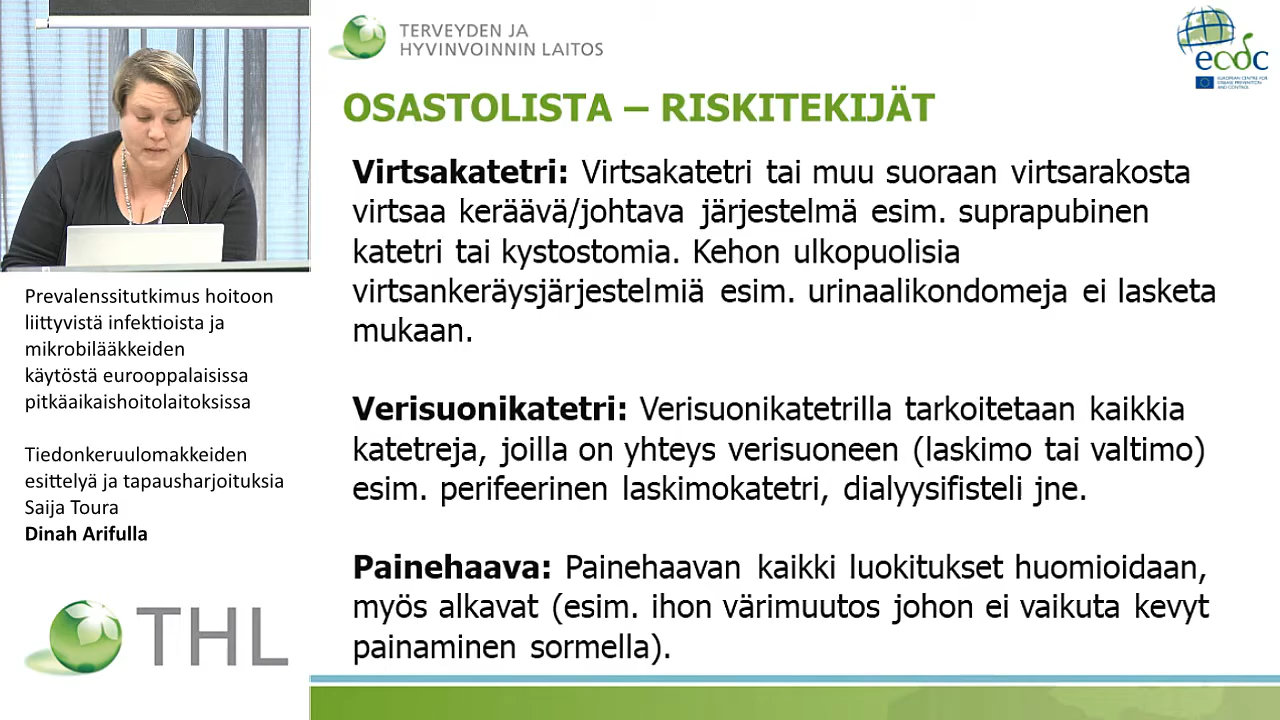 TERVEYDEN JA
HYVINVOINNIN LAITOS
ecdc
EUROPEAN CENTRE FOR
DISEASE PREVENTION
AND CONTROL
OSASTOLISTA – RISKITEKIJÄT
Virtsakatetri: Virtsakatetri tai muu suoraan virtsarakosta
virtsaa keräävä/johtava järjestelmä esim. suprapubinen
katetri tai kystostomia. Kehon ulkopuolisia
virtsankeräysjärjestelmiä esim. urinaalikondomeja ei lasketa
mukaan.
Verisuonikatetri: Verisuonikatetrilla tarkoitetaan kaikkia
katetreja, joilla on yhteys verisuoneen (laskimo tai valtimo)
esim. perifeerinen laskimokatetri, dialyysifisteli jne.
Painehaava: Painehaavan kaikki luokitukset huomioidaan,
myös alkavat (esim. ihon värimuutos johon ei vaikuta kevyt
painaminen sormella).
Prevalenssitutkimus hoitoon
liittyvistä infektioista ja
mikrobilääkkeiden
käytöstä eurooppalaisissa
pitkäaikaishoitolaitoksissa
Tiedonkeruulomakkeiden
esittelyä ja tapausharjoituksia
Saija Toura
Dinah Arifulla
THL